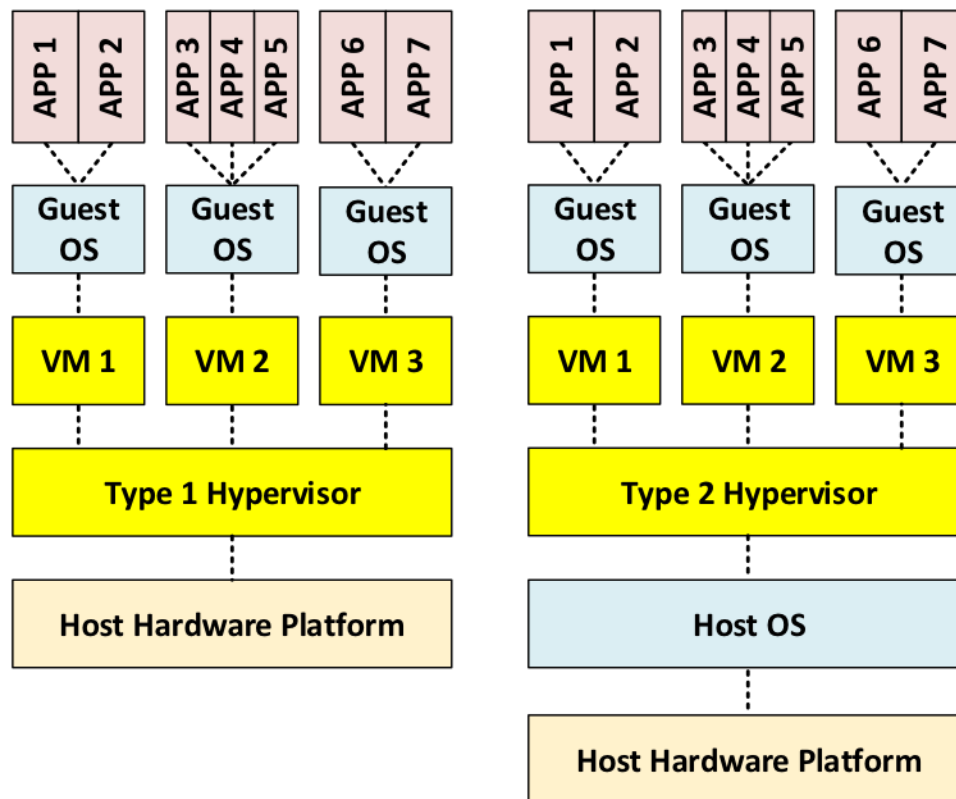 APP 1
APP 2
APP 3
APP 4
APP 5
APP 6
APP 7
Guest
OS
Guest
OS
Guest
OS
VM 1
VM 2
VM 3
Type 1 Hypervisor
Host Hardware Platform
APP 1
APP 2
APP 3
APP 4
APP 5
APP 6
APP 7
Guest
OS
Guest
OS
Guest
OS
VM 1
VM 2
VM 3
Type 2 Hypervisor
Host OS
Host Hardware Platform